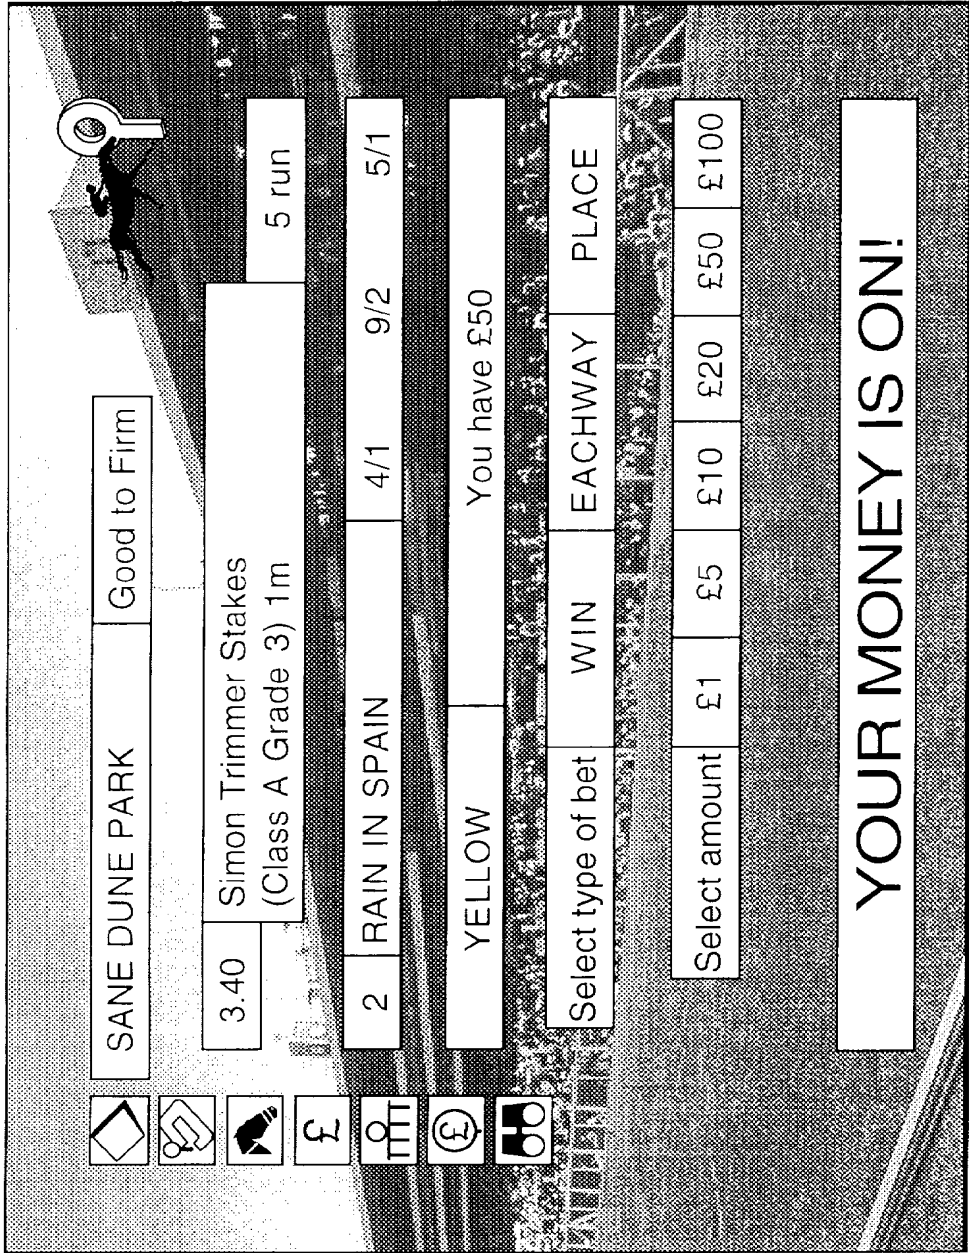 SANE DUNE PARK Good to Firm
3.40 Simon Trimmer Stakes
(Class A Grade 3) 1m 5 run
2 RAIN IN SPAIN 4/1 9/2 5/1
YELLOW You have £50
Select type of bet WIN EACHWAY PLACE
Select amount £1 £5 £10 £20 £50 £100
YOUR MONEY IS ON!
£
£